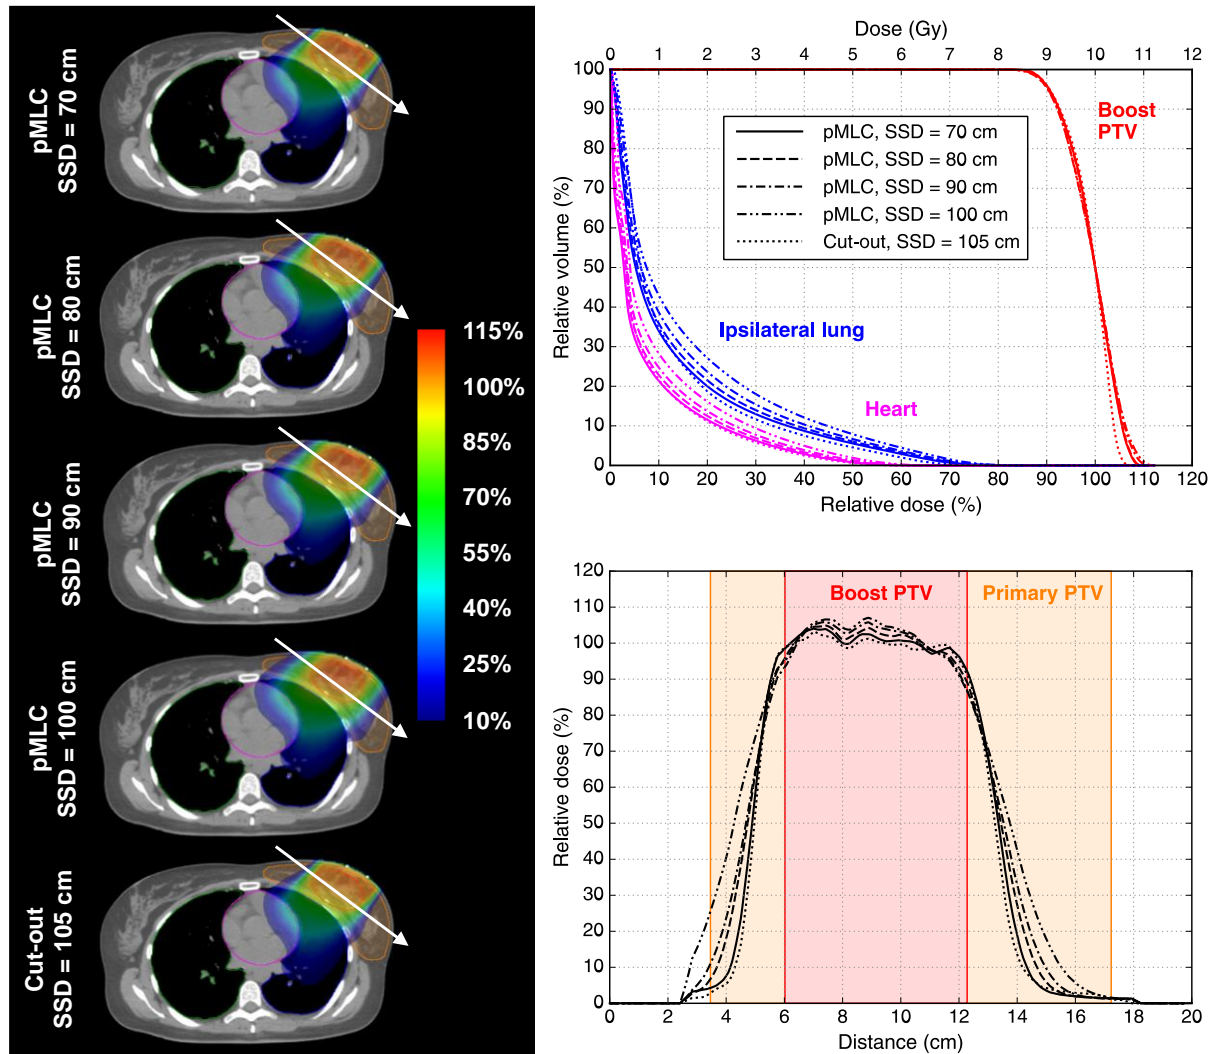 pMLC
SSD = 70 cm
pMLC
SSD = 80 cm
pMLC
SSD = 90 cm
pMLC
SSD = 100 cm
Cut-out
SSD = 105 cm
115%
100%
85%
70%
55%
40%
25%
10%
Dose (Gy)
0 1 2 3 4 5 6 7 8 9 10 11 12
Relative volume (%)
100
90
80
70
60
50
40
30
20
10
0
Boost
PTV
pMLC, SSD = 70 cm
pMLC, SSD = 80 cm
pMLC, SSD = 90 cm
pMLC, SSD = 100 cm
Cut-out, SSD = 105 cm
Ipsilateral lung
Heart
0 10 20 30 40 50 60 70 80 90 100 110 120
Relative dose (%)
Relative dose (%)
120
110
100
90
80
70
60
50
40
30
20
10
0
Boost PTV
Primary PTV
0 2 4 6 8 10 12 14 16 18 20
Distance (cm)